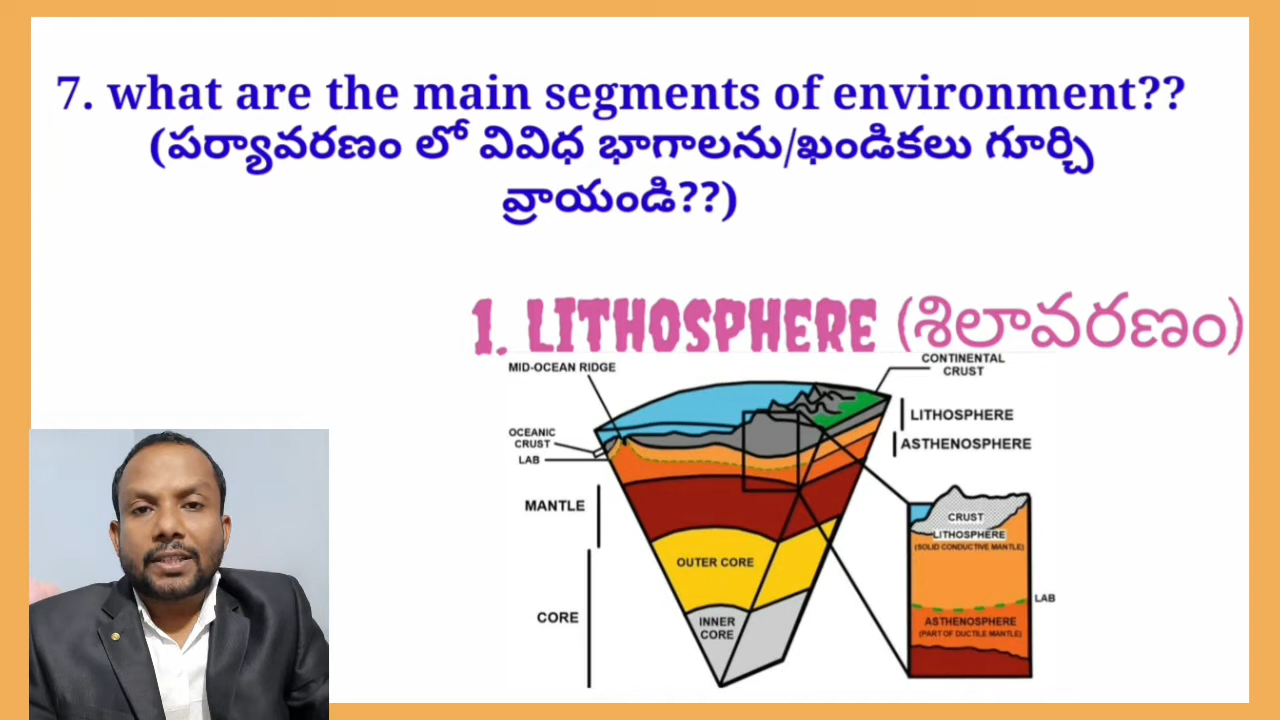 7. what are the main segments of environment??
(పర్యావరణం లో వివిధ భాగాలను/ఖండికలు గూర్చి
వ్రాయండి??)
1. LITHOSPHERE (శిలావరణం)
MID-OCEAN RIDGE
CONTINENTAL
CRUST
LITHOSPHERE
ASTHENOSPHERE
OCEANIC
CRUST
LAB
MANTLE
OUTER CORE
CORE
INNER
CORE
CRUST
LITHOSPHERE
(SOLID CONDUCTIVE MANTLE)
LAB
ASTHENOSPHERE
(PART OF DUCTILE MANTLE)